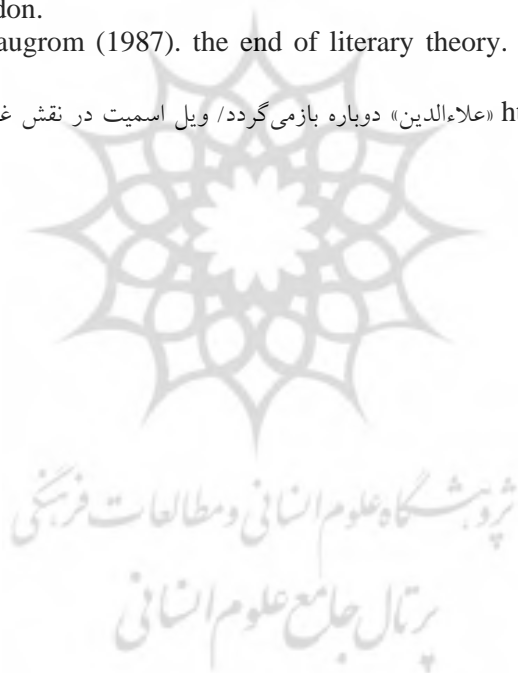 don.
augrom (1987). the end of literary theory.
«علاءالدین» دوباره بازمی‌گردد/ ویل اسمیت در نقش
پژوهشگاه علوم انسانی و مطالعات فرهنگی
پرتال جامع علوم انسانی